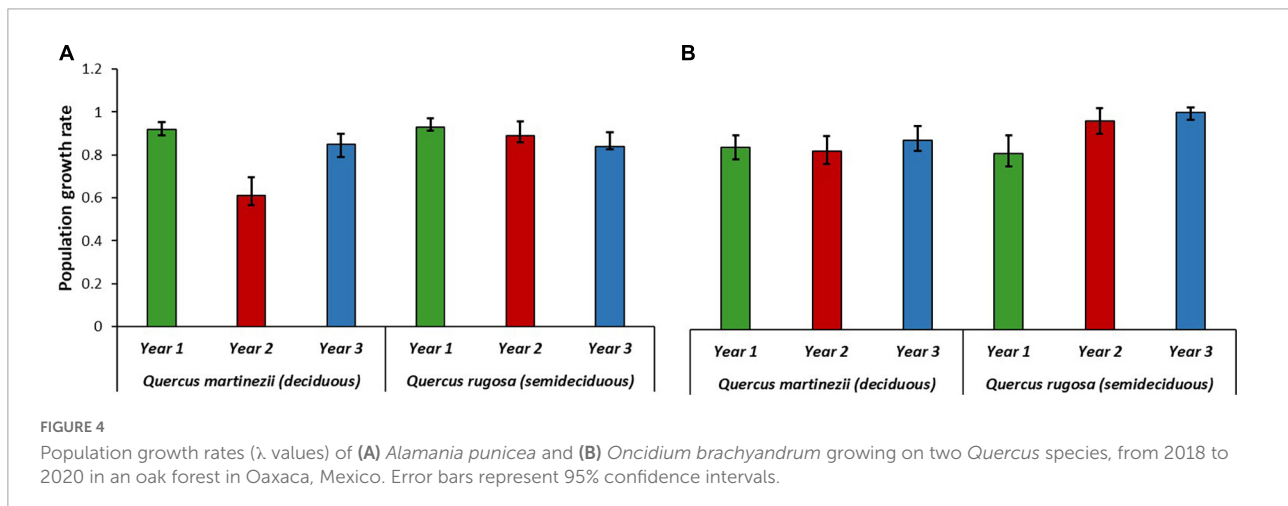 A
B
Population growth rate
1.2
1
0.8
0.6
0.4
0.2
0
Year 1 Year 2 Year 3 Year 1 Year 2 Year 3
Quercus martinezii (deciduous) Quercus rugosa (semideciduous)
Year 1 Year 2 Year 3 Year 1 Year 2 Year 3
Quercus martinezii (deciduous) Quercus rugosa (semideciduous)
FIGURE 4
Population growth rates (λ values) of (A) Alamania punicea and (B) Oncidium brachyandrum growing on two Quercus species, from 2018 to
2020 in an oak forest in Oaxaca, Mexico. Error bars represent 95% confidence intervals.